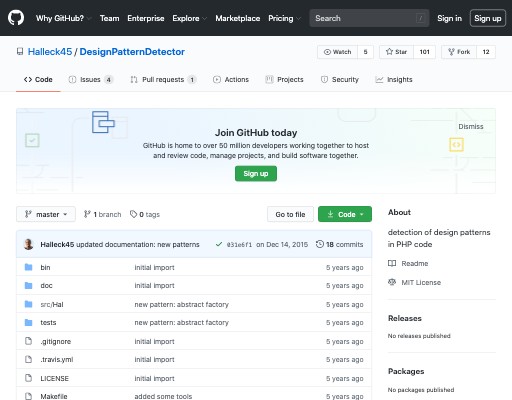 Why GitHub? Team Enterprise Explore Marketplace Pricing Search / Sign in Sign up
Halleck45 / DesignPatternDetector Watch 5 Star 101 Fork 12
Code Issues 4 Pull requests 1 Actions Projects Security Insights
Join GitHub today
Dismiss
GitHub is home to over 50 million developers working together to host
and review code, manage projects, and build software together.
Sign up
master 1 branch 0 tags Go to file Code
Halleck45 updated documentation: new patterns 031e6f1 on Dec 14, 2015 18 commits
bin initial import 5 years ago
doc initial import 5 years ago
src/Hal new pattern: abstract factory 5 years ago
tests new pattern: abstract factory 5 years ago
.gitignore initial import 5 years ago
.travis.yml initial import 5 years ago
LICENSE initial import 5 years ago
Makefile added some tools 5 years ago
About
detection of design patterns
in PHP code
Readme
MIT License
Releases
No releases published
Packages
No packages published